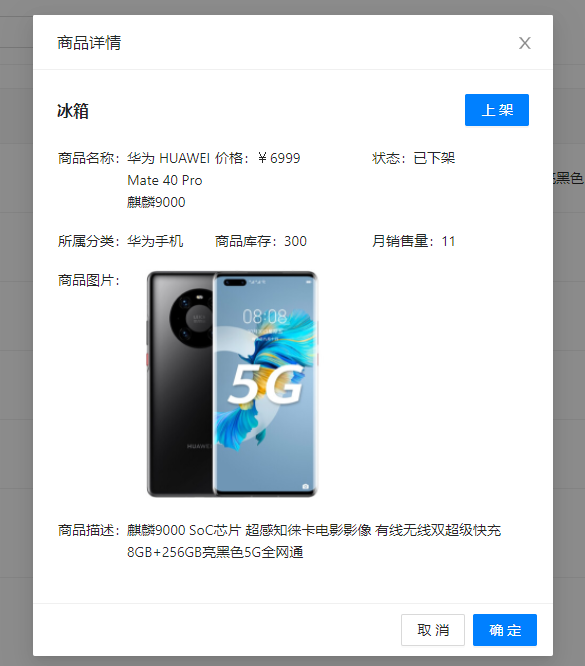 商品详情
冰箱
上 架
商品名称： 华为 HUAWEI Mate 40 Pro 麒麟9000
价格：￥6999
状态：已下架
所属分类： 华为手机
商品库存：300
月销售量：11
商品图片：
08:08
HUAWEI
5G
商品描述： 麒麟9000 SoC芯片 超感知徕卡电影影像 有线无线双超级快充
8GB+256GB亮黑色5G全网通
取 消
确 定
黑色